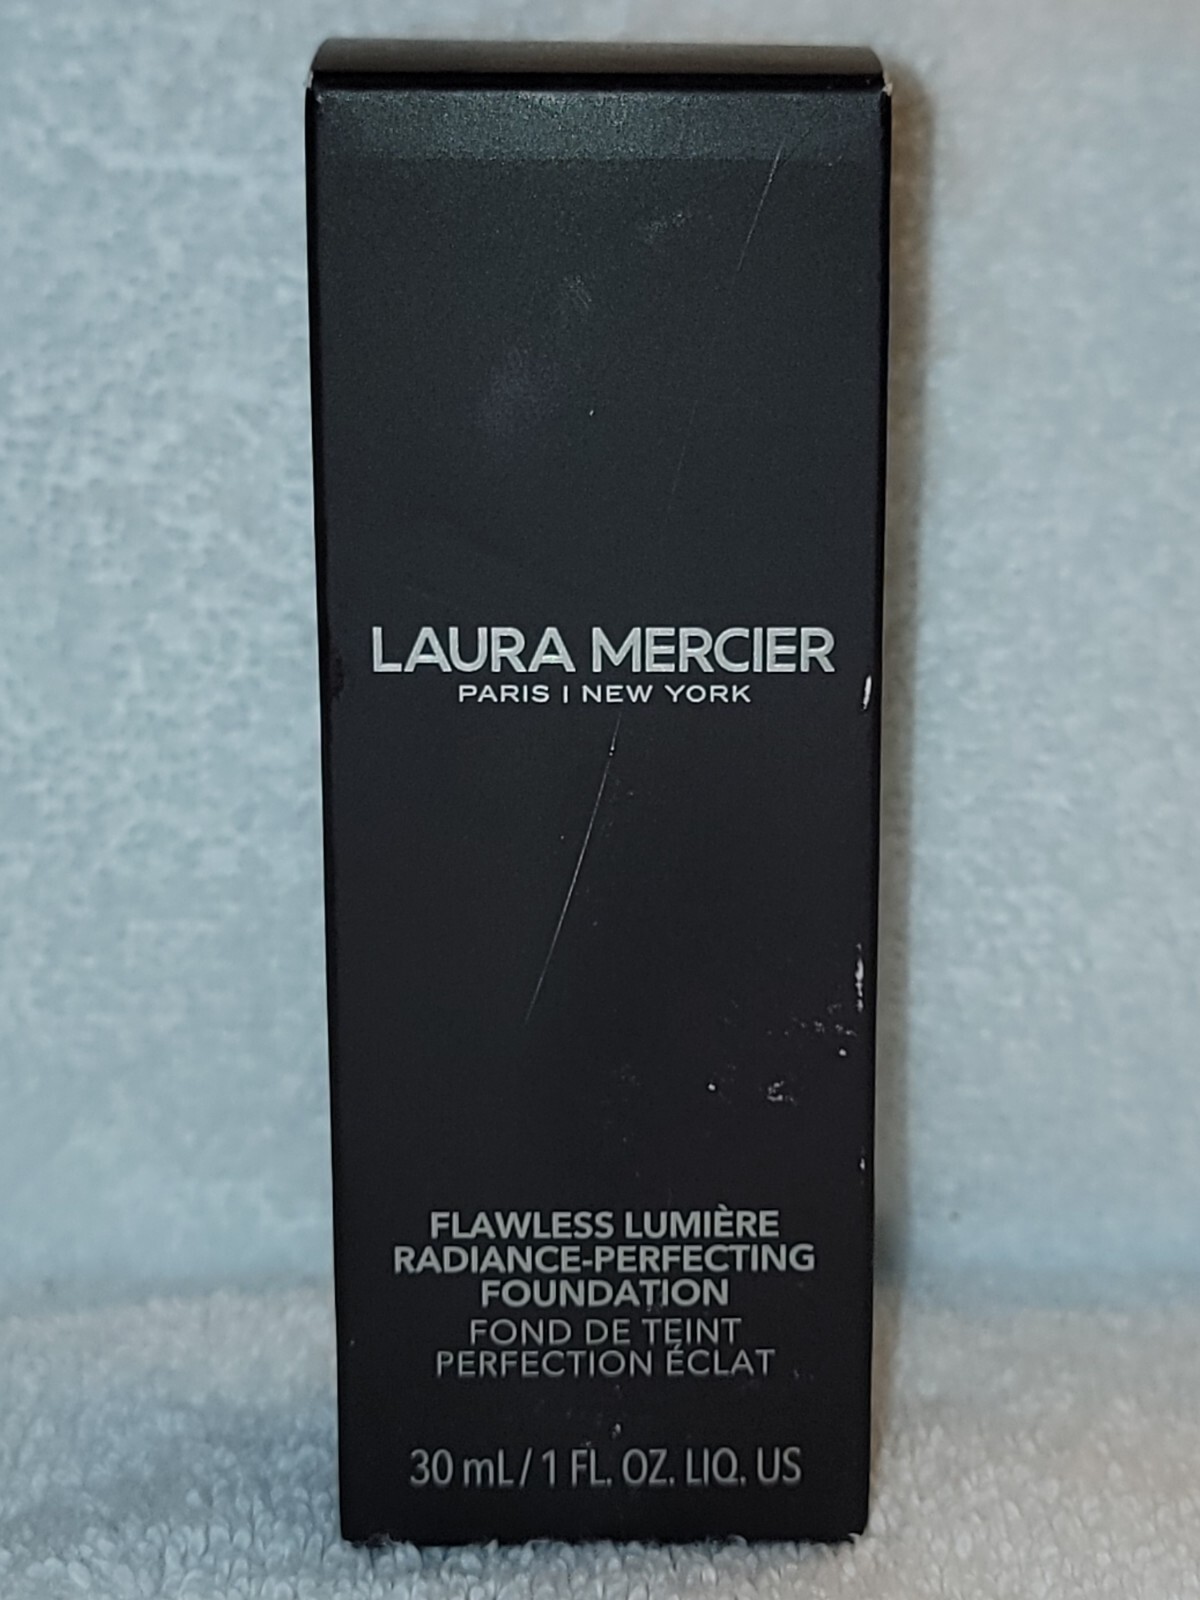 LAURA MERCIER
PARIS | NEW YORK
FLAWLESS LUMIÈRE
RADIANCE-PERFECTING
FOUNDATION
FOND DE TEINT
PERFECTION ÉCLAT
30 mL / 1 FL. OZ. LIQ. US